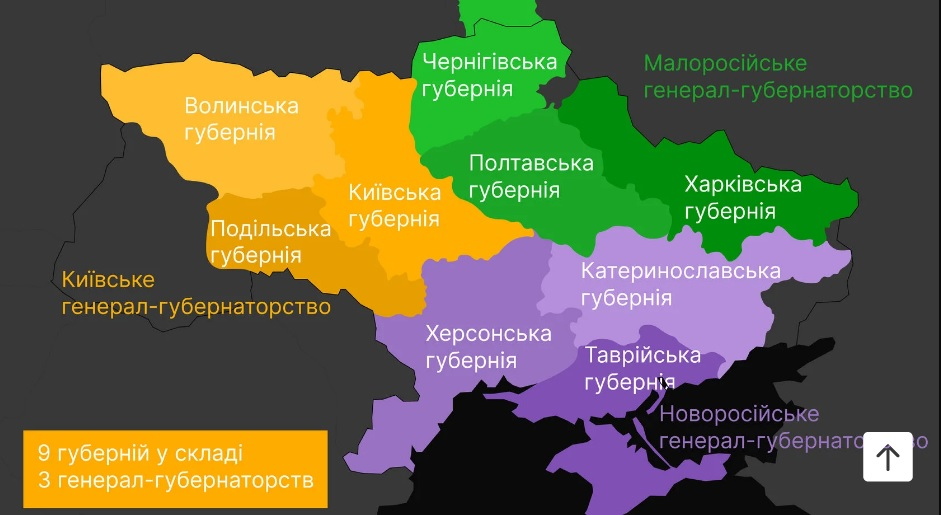 Чернігівська
губернія
Малоросійське
генерал-губернаторство
Волинська
губернія
Полтавська
губернія
Харківська
губернія
Київська
губернія
Подільська
губернія
Катеринославська
губернія
Київське
генерал-губернаторство
Херсонська
губернія
Таврійська
губернія
Новоросійське
9 губерній у складі
3 генерал-губернаторств